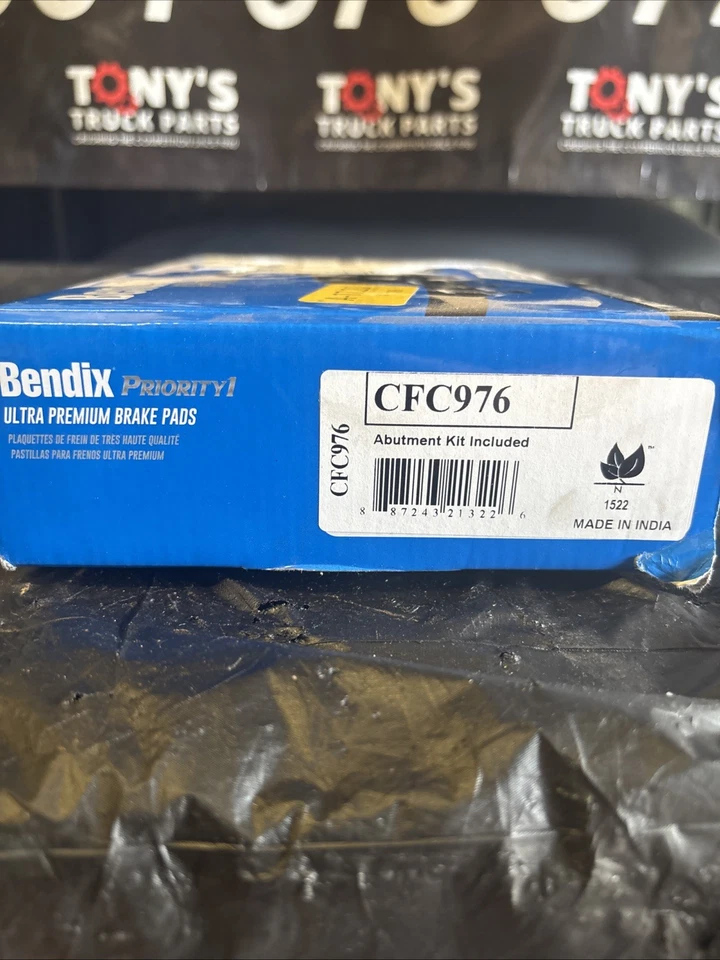 TONY'S
TRUCK PARTS
TONY'S
TRUCK PARTS
TONY'S
TRUCK PARTS
Bendix PRIORITY1
ULTRA PREMIUM BRAKE PADS
PLAQUETTES DE FREIN DE TRÈS HAUTE QUALITÉ
PASTILLAS PARA FRENOS ULTRA PREMIUM
CFC976
CFC976
Abutment Kit Included
8 87243 21322 6
™
N
1522
MADE IN INDIA